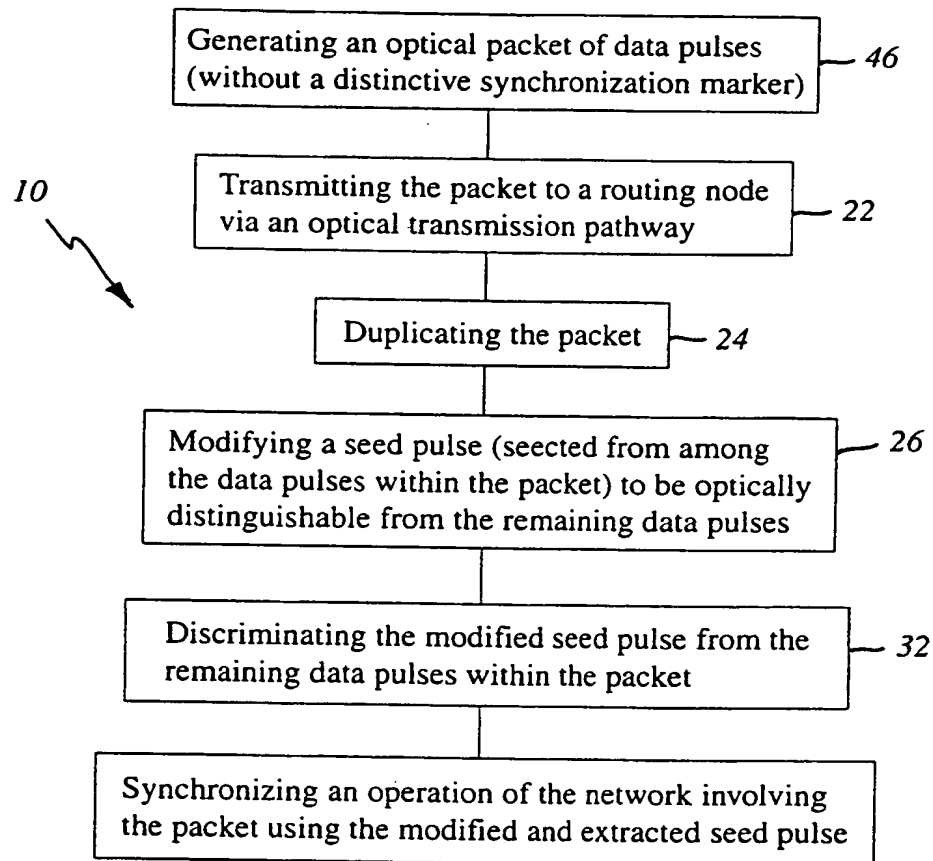 Generating an optical packet of data pulses
(without a distinctive synchronization marker)
46
10
Transmitting the packet to a routing node
via an optical transmission pathway
22
Duplicating the packet
24
Modifying a seed pulse (seected from among
the data pulses within the packet) to be optically
distinguishable from the remaining data pulses
26
Discriminating the modified seed pulse from the
remaining data pulses within the packet
32
Synchronizing an operation of the network involving
the packet using the modified and extracted seed pulse